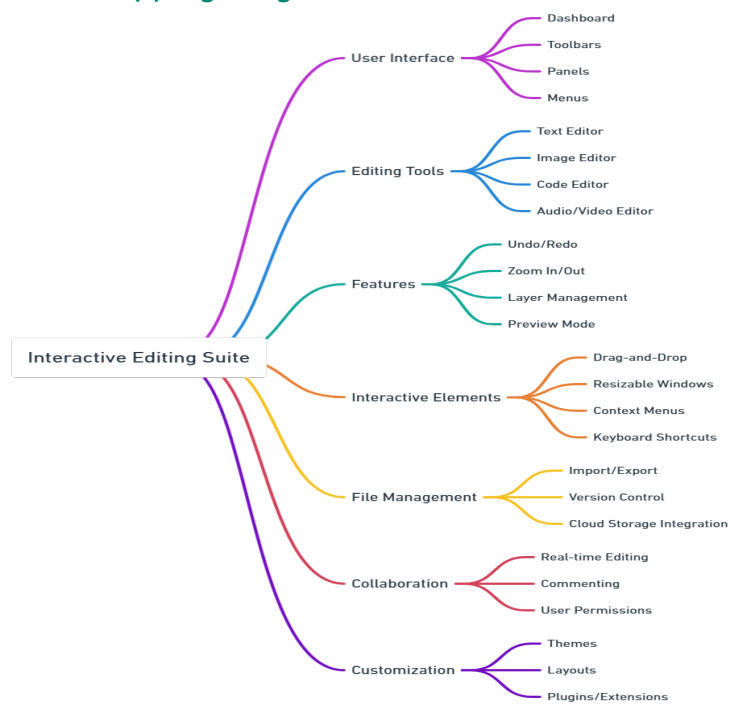 Interactive Editing Suite
User Interface
Dashboard
Toolbars
Panels
Menus
Editing Tools
Text Editor
Image Editor
Code Editor
Audio/Video Editor
Features
Undo/Redo
Zoom In/Out
Layer Management
Preview Mode
Interactive Elements
Drag-and-Drop
Resizable Windows
Context Menus
Keyboard Shortcuts
File Management
Import/Export
Version Control
Cloud Storage Integration
Collaboration
Real-time Editing
Commenting
User Permissions
Customization
Themes
Layouts
Plugins/Extensions